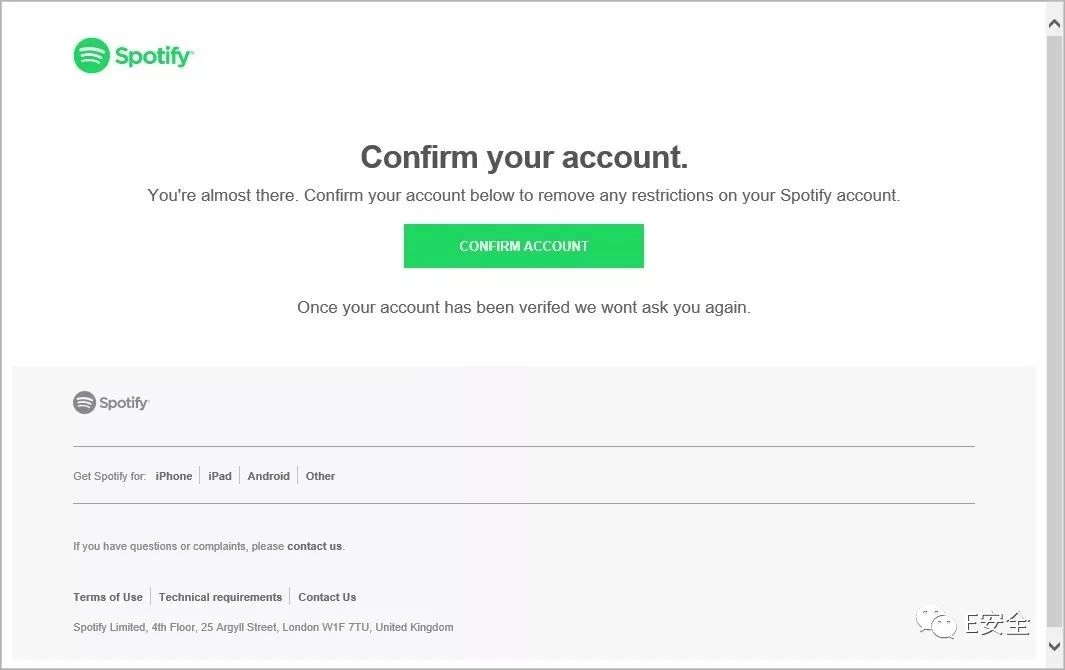 Spotify
Confirm your account.
You're almost there. Confirm your account below to remove any restrictions on your Spotify account.
CONFIRM ACCOUNT
Once your account has been verifed we wont ask you again.
Spotify
Get Spotify for: iPhone iPad Android Other
If you have questions or complaints, please contact us.
Terms of Use Technical requirements Contact Us
Spotify Limited, 4th Floor, 25 Argyll Street, London W1F 7TU, United Kingdom
E安全